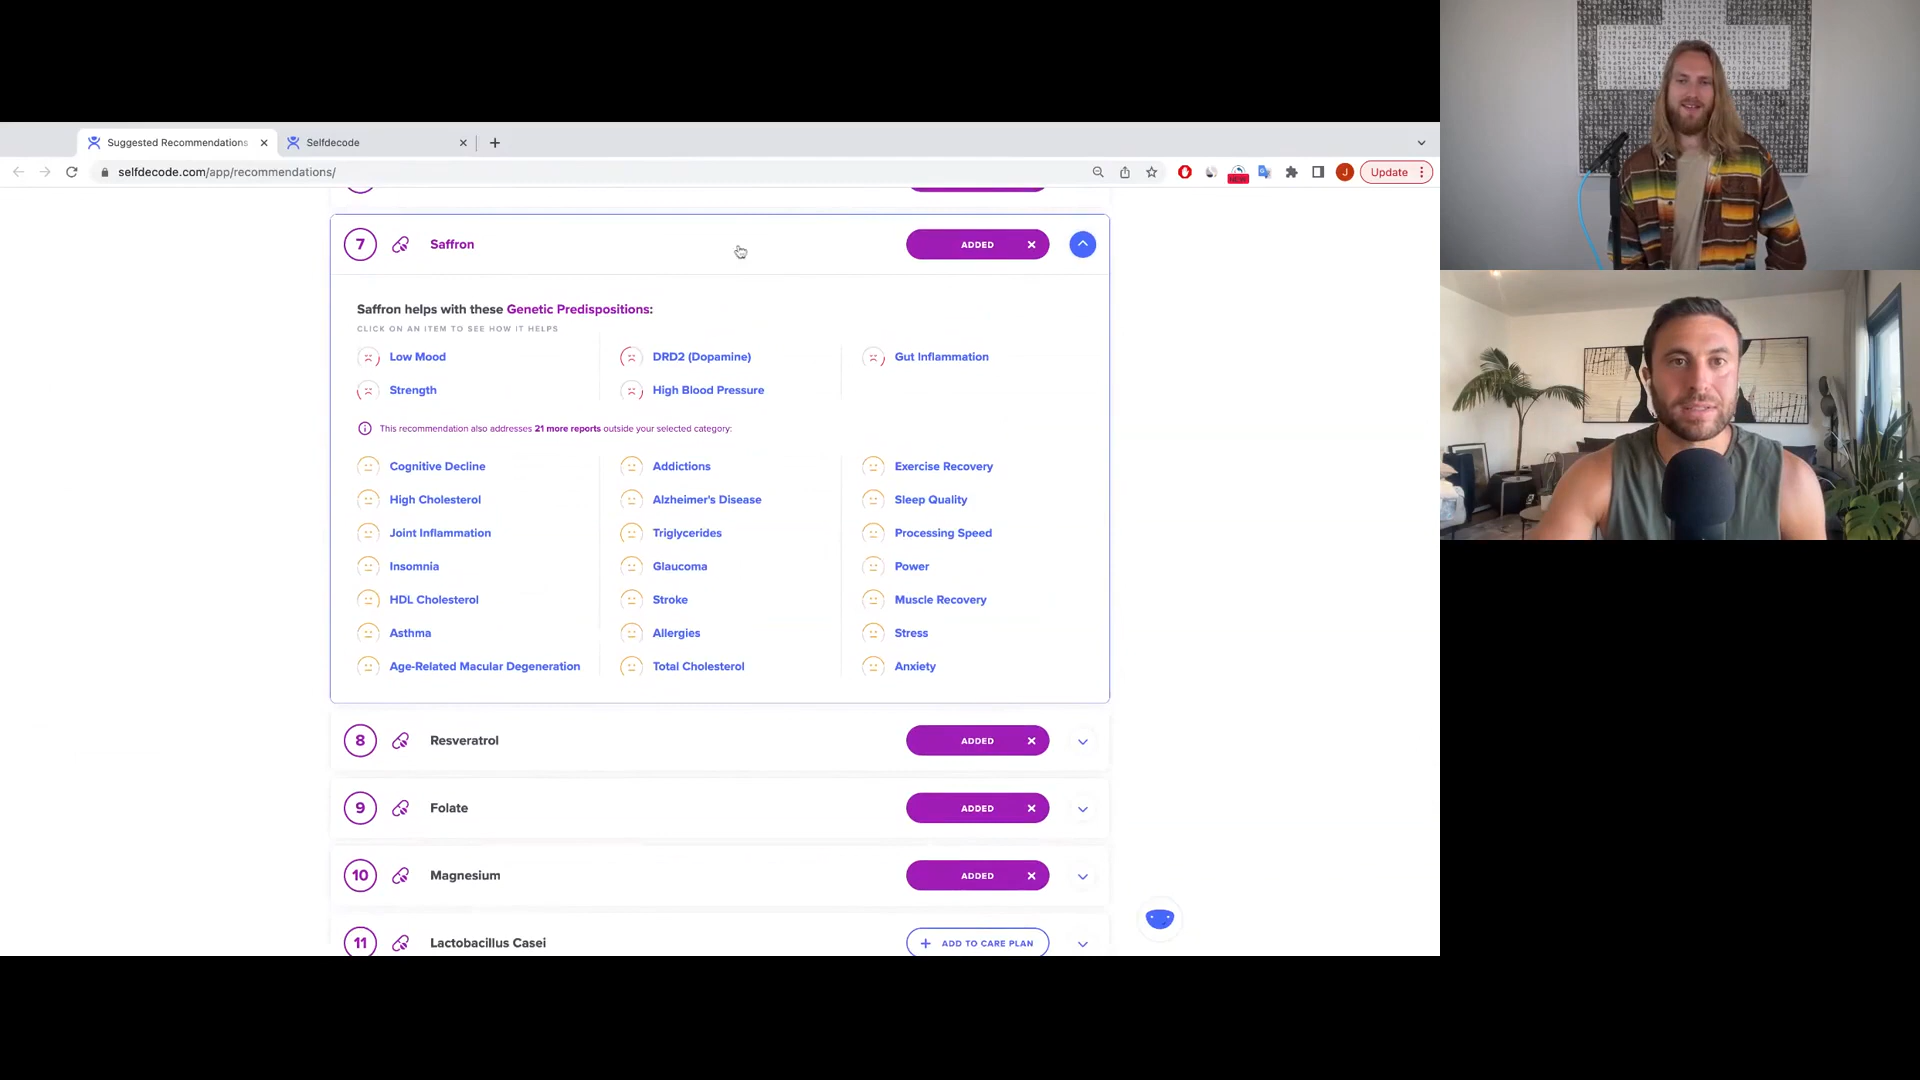 Suggested Recommendations
Selfdecode
selfdecode.com/app/recommendations/
NEW
J
Update
7
Saffron
ADDED
Saffron helps with these Genetic Predispositions:
CLICK ON AN ITEM TO SEE HOW IT HELPS
Low Mood
DRD2 (Dopamine)
Gut Inflammation
Strength
High Blood Pressure
This recommendation also addresses 21 more reports outside your selected category:
Cognitive Decline
Addictions
Exercise Recovery
High Cholesterol
Alzheimer's Disease
Sleep Quality
Joint Inflammation
Triglycerides
Processing Speed
Insomnia
Glaucoma
Power
HDL Cholesterol
Stroke
Muscle Recovery
Asthma
Allergies
Stress
Age-Related Macular Degeneration
Total Cholesterol
Anxiety
8
Resveratrol
ADDED
9
Folate
ADDED
10
Magnesium
ADDED
11
Lactobacillus Casei
+ ADD TO CARE PLAN